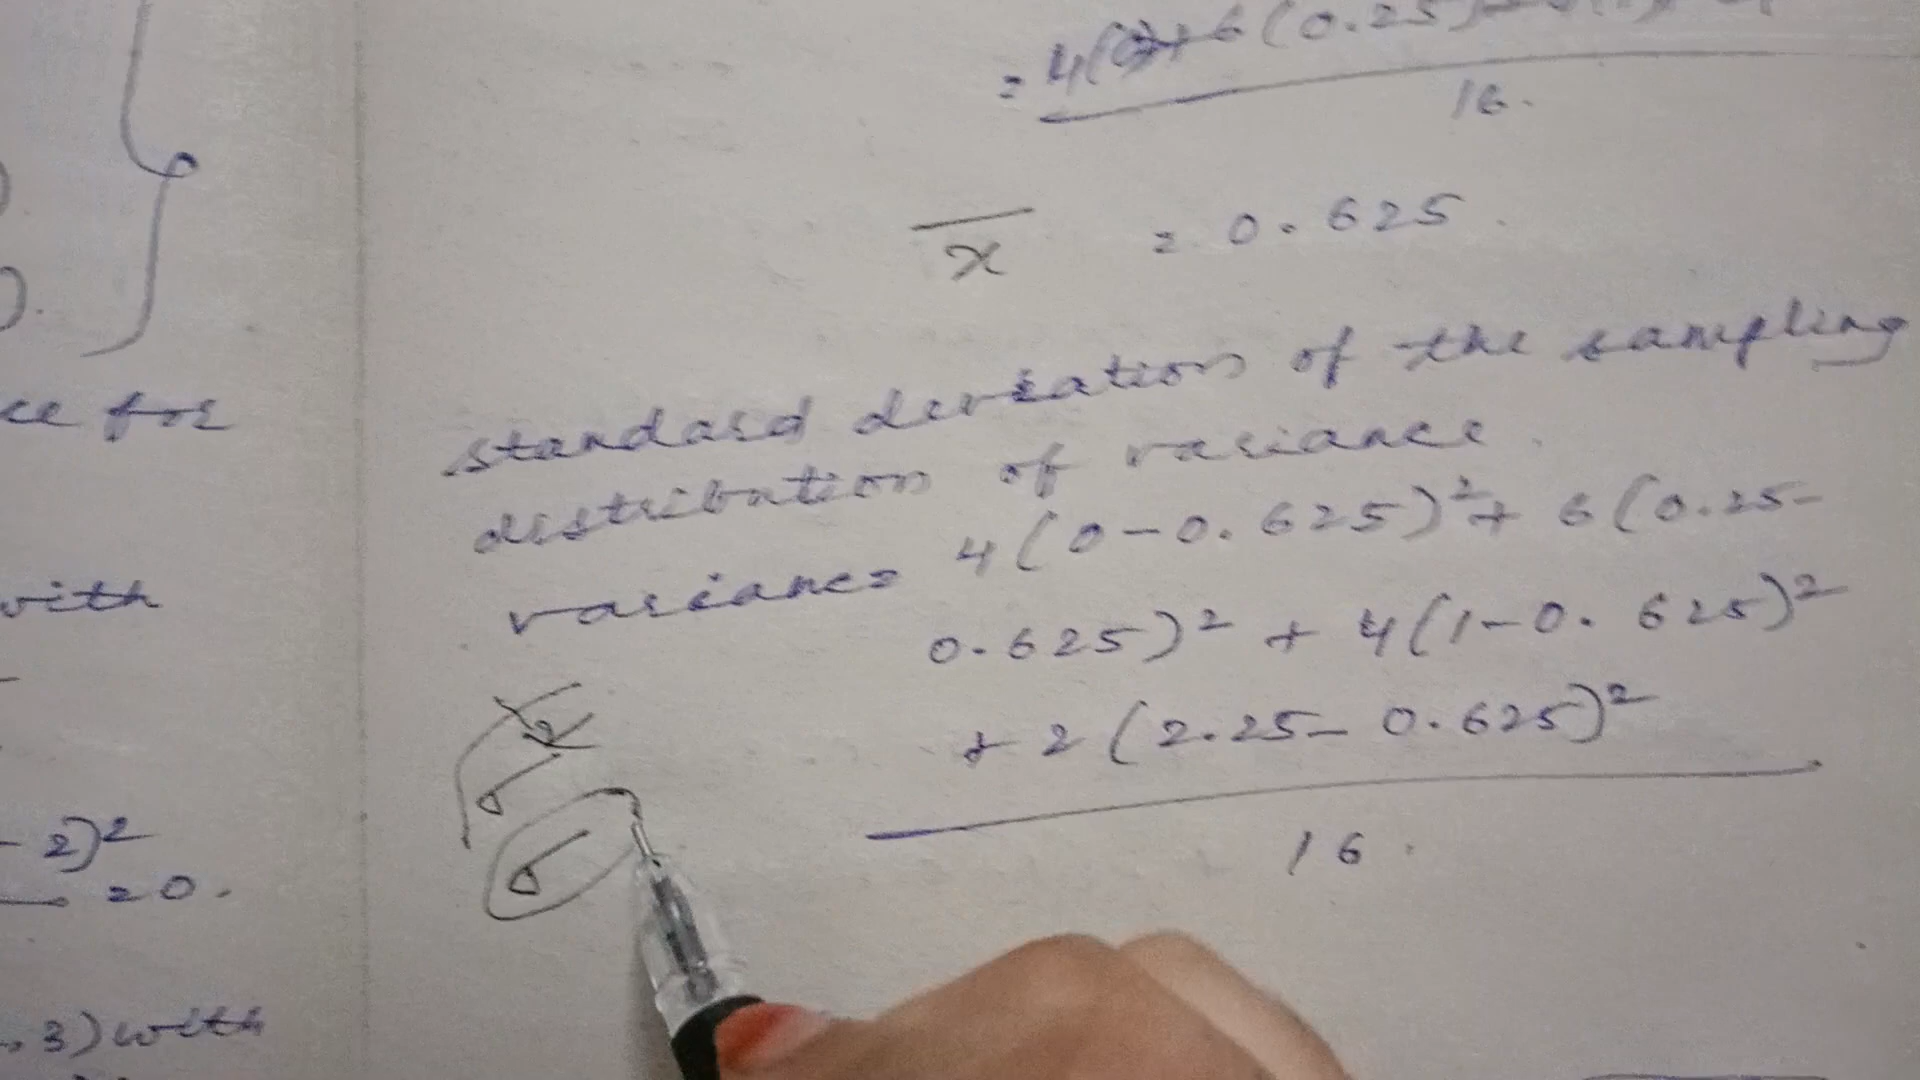 = 4(0)+6(0.25)
16.
x̄ = 0.625.
standard deviation of the sampling
distribution of variance.
variance= 4(0-0.625)²+ 6(0.25-
0.625)² + 4(1-0.625)²
+ 2(2.25-0.625)²
16.
σ
σ
ce for
with
- 2)²
=0.
, 3) with